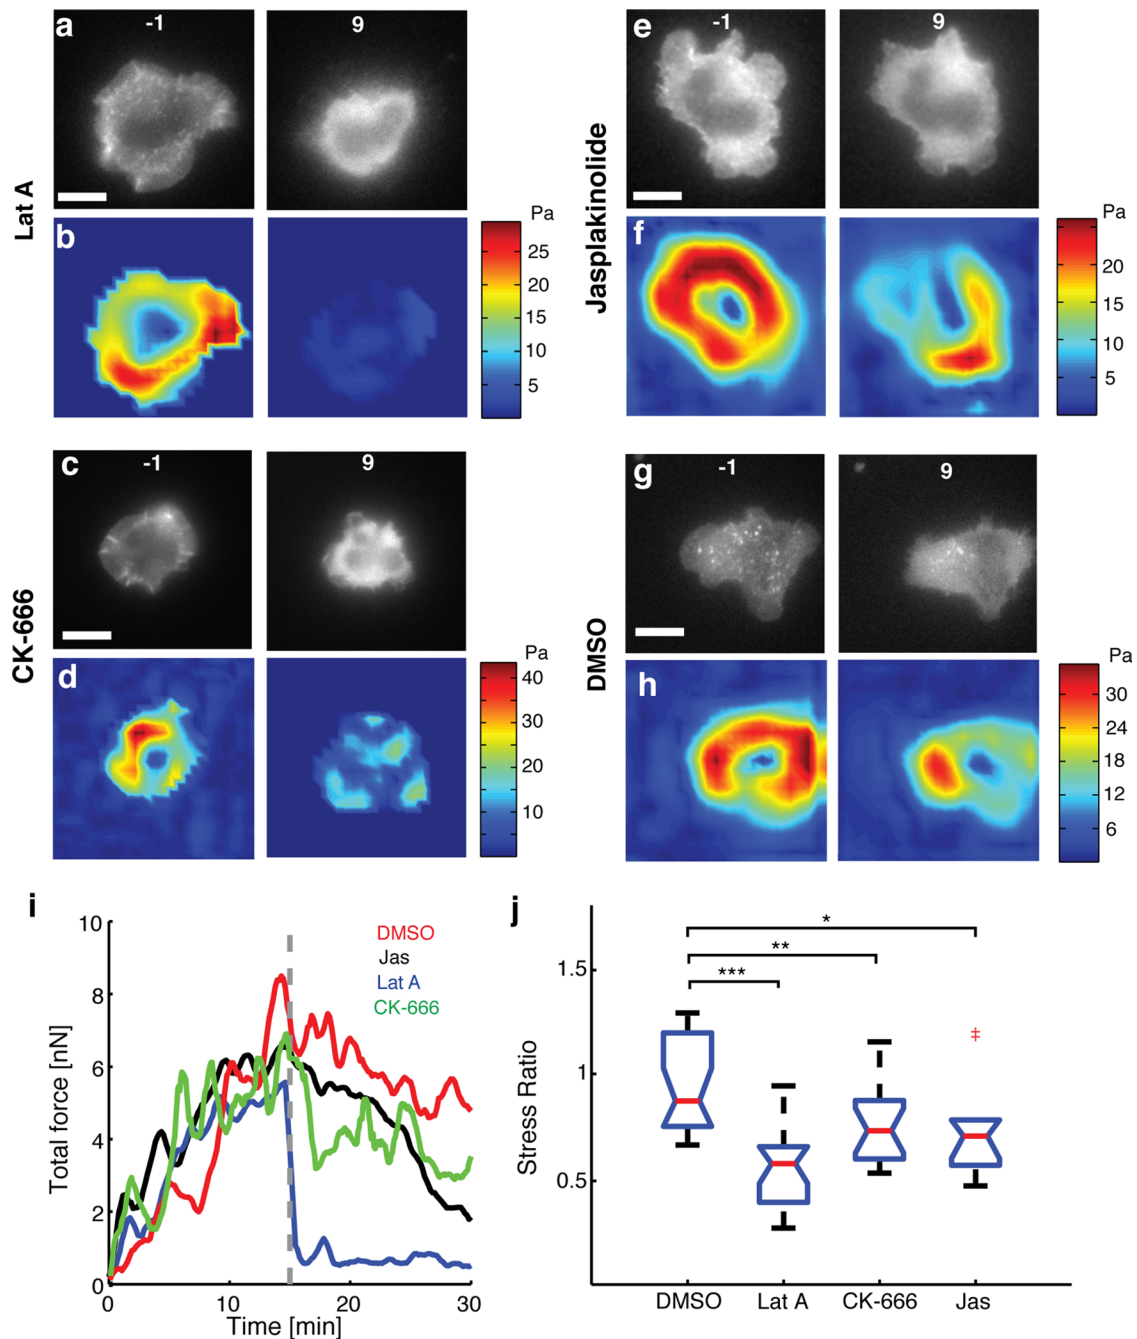 a -1 9
Lat A
b
Pa
25
20
15
10
5
e -1 9
Jasplakinolide
f
Pa
20
15
10
5
c -1 9
CK-666
d
Pa
40
30
20
10
g -1 9
DMSO
h
Pa
30
24
18
12
6
i
Total force [nN]
10
8
6
4
2
0
DMSO
Jas
Lat A
CK-666
0 10 20 30
Time [min]
j
Stress Ratio
1.5
1
0.5
*
**
***
‡
DMSO Lat A CK-666 Jas